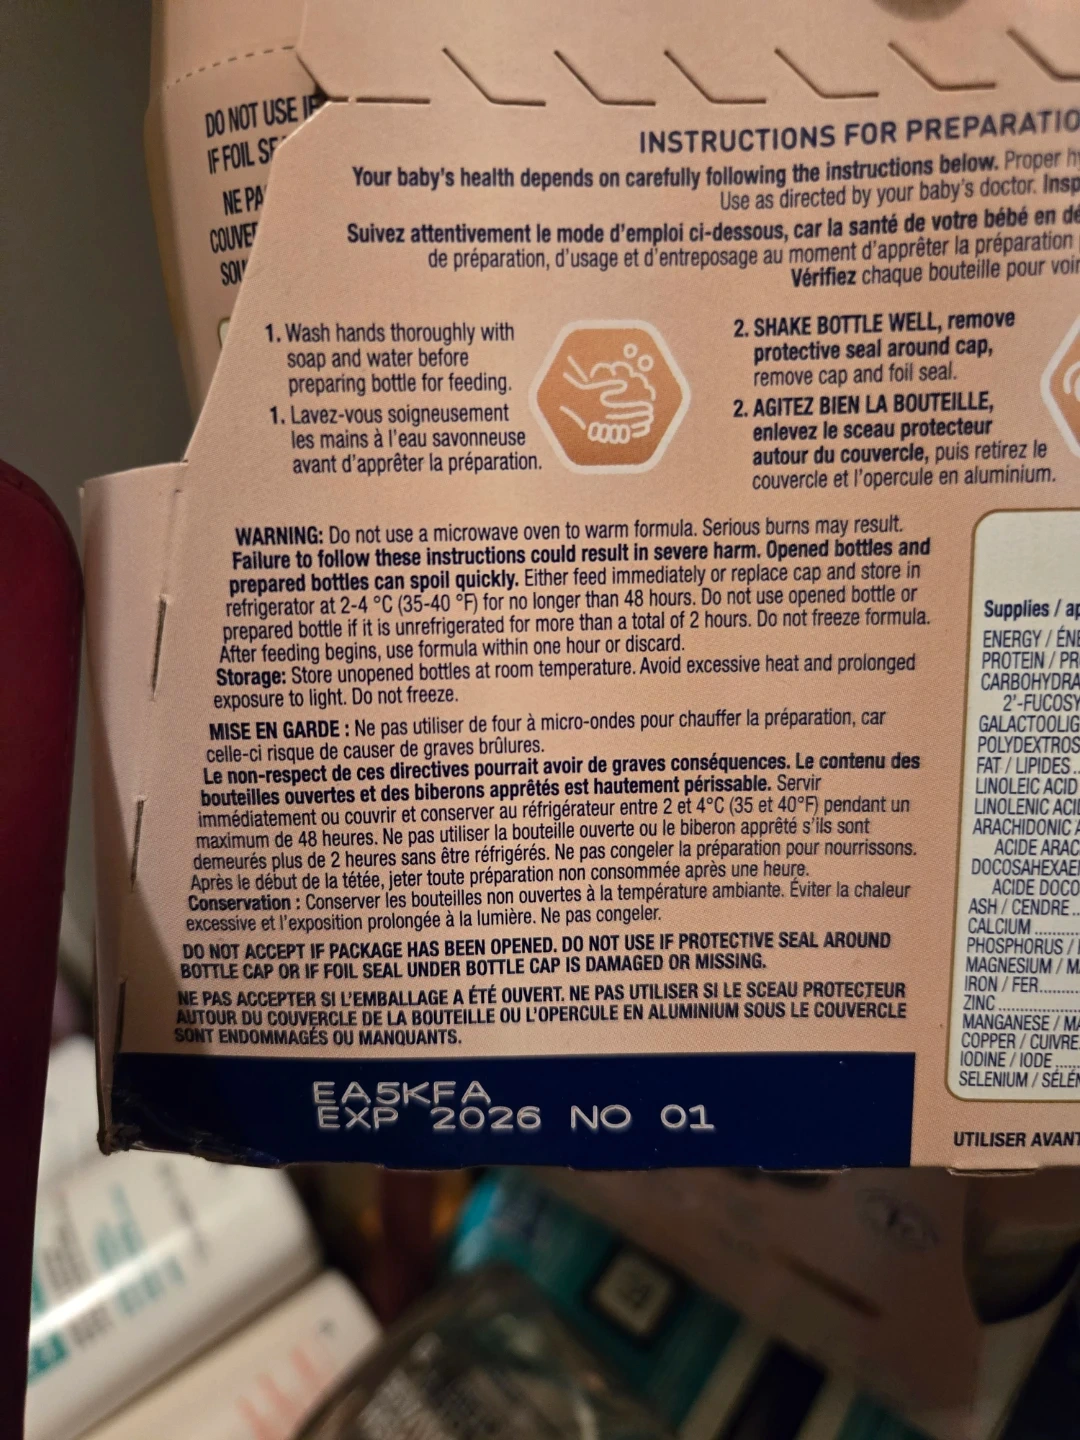 DO NOT USE IF
IF FOIL
NE PA
COUVE
SOU
INSTRUCTIONS FOR PREPARATIO
Your baby's health depends on carefully following the instructions below. Proper hy
Use as directed by your baby's doctor. Insp
Suivez attentivement le mode d'emploi ci-dessous, car la santé de votre bébé en dé
de préparation, d'usage et d'entreposage au moment d'apprêter la préparation
Vérifiez chaque bouteille pour voir
1. Wash hands thoroughly with
soap and water before
preparing bottle for feeding.
1. Lavez-vous soigneusement
les mains à l'eau savonneuse
avant d'apprêter la préparation.
2. SHAKE BOTTLE WELL, remove
protective seal around cap,
remove cap and foil seal.
2. AGITEZ BIEN LA BOUTEILLE,
enlevez le sceau protecteur
autour du couvercle, puis retirez le
couvercle et l'opercule en aluminium.
WARNING: Do not use a microwave oven to warm formula. Serious burns may result.
Failure to follow these instructions could result in severe harm. Opened bottles and
prepared bottles can spoil quickly. Either feed immediately or replace cap and store in
refrigerator at 2-4 °C (35-40 °F) for no longer than 48 hours. Do not use opened bottle or
prepared bottle if it is unrefrigerated for more than a total of 2 hours. Do not freeze formula.
After feeding begins, use formula within one hour or discard.
Storage: Store unopened bottles at room temperature. Avoid excessive heat and prolonged
exposure to light. Do not freeze.
MISE EN GARDE : Ne pas utiliser de four à micro-ondes pour chauffer la préparation, car
celle-ci risque de causer de graves brûlures.
Le non-respect de ces directives pourrait avoir de graves conséquences. Le contenu des
bouteilles ouvertes et des biberons apprêtés est hautement périssable. Servir
immédiatement ou couvrir et conserver au réfrigérateur entre 2 et 4°C (35 et 40°F) pendant un
maximum de 48 heures. Ne pas utiliser la bouteille ouverte ou le biberon apprêté s'ils sont
demeurés plus de 2 heures sans être réfrigérés. Ne pas congeler la préparation pour nourrissons.
Après le début de la tétée, jeter toute préparation non consommée après une heure.
Conservation : Conserver les bouteilles non ouvertes à la température ambiante. Éviter la chaleur
excessive et l'exposition prolongée à la lumière. Ne pas congeler.
DO NOT ACCEPT IF PACKAGE HAS BEEN OPENED. DO NOT USE IF PROTECTIVE SEAL AROUND
BOTTLE CAP OR IF FOIL SEAL UNDER BOTTLE CAP IS DAMAGED OR MISSING.
NE PAS ACCEPTER SI L'EMBALLAGE A ÉTÉ OUVERT. NE PAS UTILISER SI LE SCEAU PROTECTEUR
AUTOUR DU COUVERCLE DE LA BOUTEILLE OU L'OPERCULE EN ALUMINIUM SOUS LE COUVERCLE
SONT ENDOMMAGÉS OU MANQUANTS.
EA5KFA
EXP 2026 NO 01
Supplies / ap
ENERGY / ÉNE
PROTEIN / PR
CARBOHYDRA
2'-FUCOSY
GALACTOOLIG
POLYDEXTROS
FAT / LIPIDES
LINOLEIC ACID
LINOLENIC ACI
ARACHIDONIC A
ACIDE ARAC
DOCOSAHEXAE
ACIDE DOCO
ASH / CENDRE
CALCIUM
PHOSPHORUS /
MAGNESIUM / M
IRON / FER
ZINC
MANGANESE / MA
COPPER / CUIVRE
IODINE / IODE
SELENIUM / SÉLÉN
UTILISER AVANT